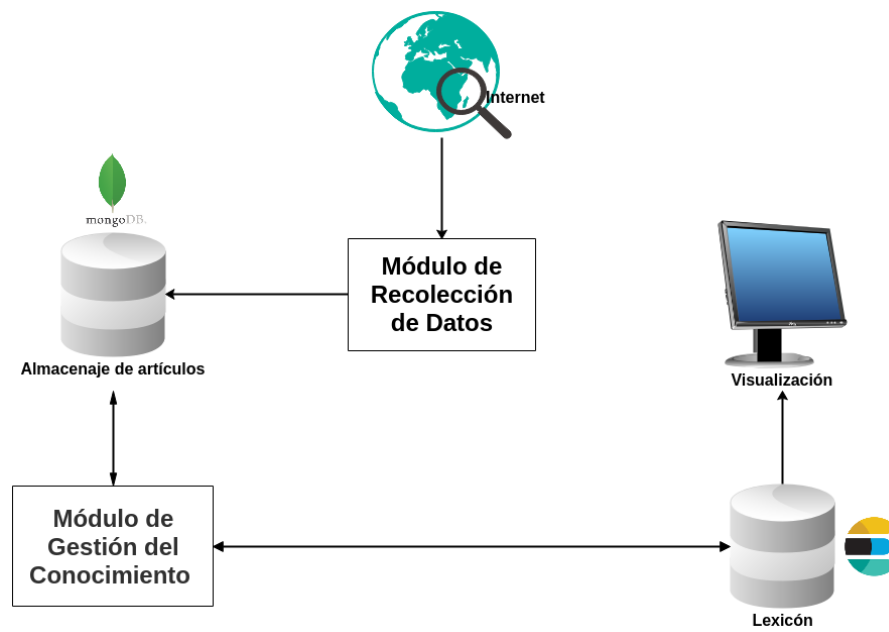 Internet
mongoDB.
Módulo de
Recolección
de Datos
Almacenaje de artículos
Visualización
Módulo de
Gestión del
Conocimiento
Lexicón